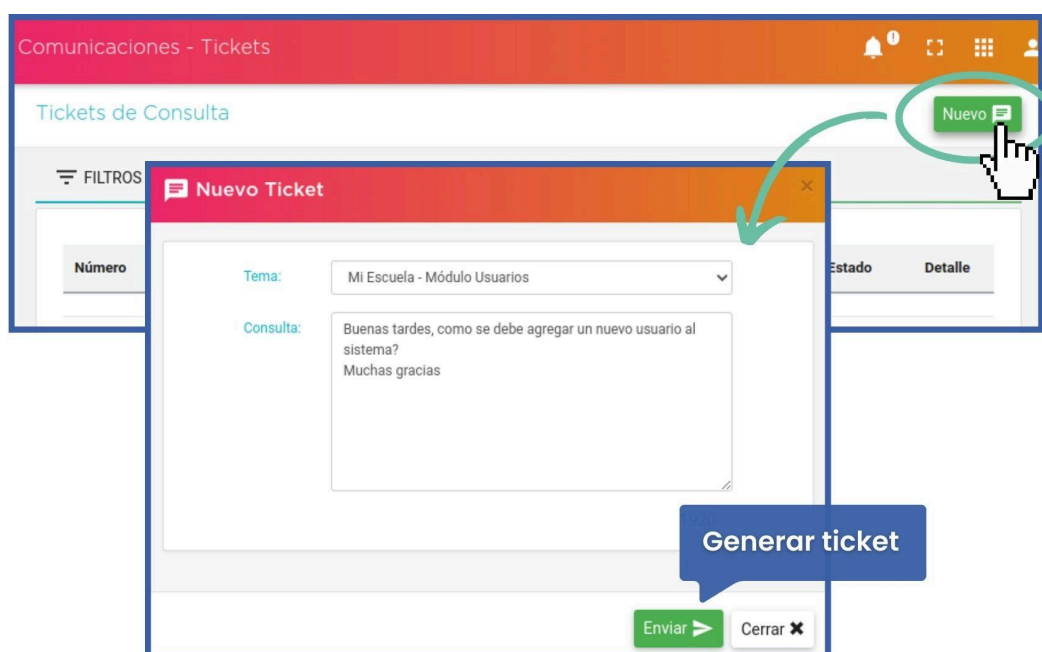 Comunicaciones - Tickets
Tickets de Consulta
Nuevo
FILTROS
Nuevo Ticket
×
Número
Estado
Detalle
Tema:
Mi Escuela - Módulo Usuarios
Consulta:
Buenas tardes, como se debe agregar un nuevo usuario al
sistema?
Muchas gracias
Generar ticket
Enviar
Cerrar ✖